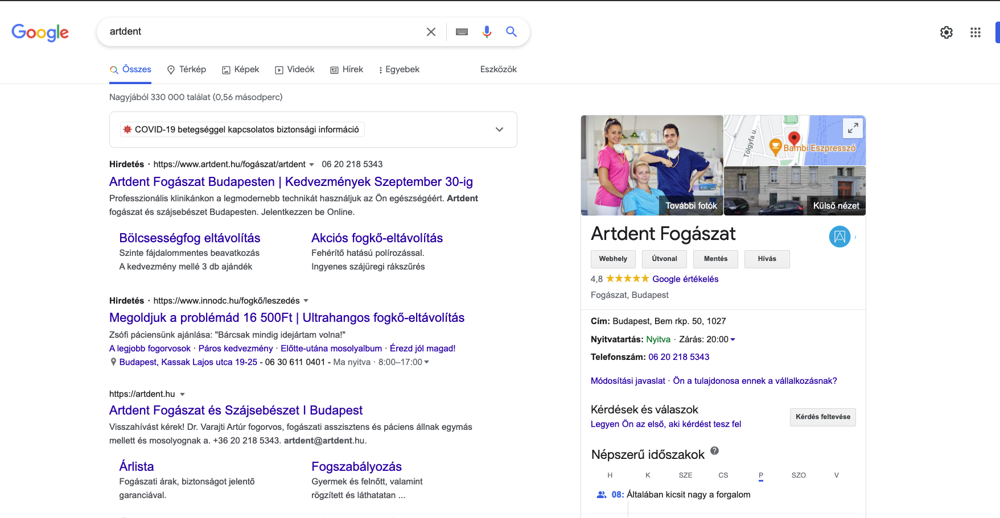 Google
artdent
Összes
Térkép
Képek
Videók
Hírek
Egyebek
Eszközök
Nagyjából 330 000 találat (0,56 másodperc)
COVID-19 betegséggel kapcsolatos biztonsági információ
Hirdetés · https://www.artdent.hu/fogászat/artdent 06 20 218 5343
Artdent Fogászat Budapesten | Kedvezmények Szeptember 30-ig
Professzionális klinikánkon a legmodernebb technikát használjuk az Ön egészségéért. Artdent
fogászat és szájsebészet Budapesten. Jelentkezzen be Online.
Bölcsességfog eltávolítás
Szinte fájdalommentes beavatkozás
A kedvezmény mellé 3 db ajándék
Akciós fogkő-eltávolítás
Fehérítő hatású polírozással.
Ingyenes szájüregi rákszűrés
Hirdetés · https://www.innodc.hu/fogkő/leszedés
Megoldjuk a problémád 16 500Ft | Ultrahangos fogkő-eltávolítás
Zsófi páciensünk ajánlása: "Bárcsak mindig idejártam volna!"
A legjobb fogorvosok · Páros kedvezmény · Előtte-utána mosolyalbum · Érezd jól magad!
Budapest, Kassak Lajos utca 19-25 - 06 30 611 0401 - Ma nyitva · 8:00–17:00
https://artdent.hu
Artdent Fogászat és Szájsebészet I Budapest
Visszahívást kérek! Dr. Varajti Artúr fogorvos, fogászati asszisztens és páciens állnak egymás
mellett és mosolyognak a. +36 20 218 5343. artdent@artdent.hu.
Árlista
Fogászati árak, biztonságot jelentő
garanciával.
Fogszabályozás
Gyermek és felnőtt, valamint
rögzített és láthatatan ...
További fotók
Tölgyfa u.
Bambi Eszpresszó
Külső nézet
Artdent Fogászat
Webhely
Útvonal
Mentés
Hívás
4,8 Google értékelés
Fogászat, Budapest
Cím: Budapest, Bem rkp. 50, 1027
Nyitvatartás: Nyitva · Zárás: 20:00
Telefonszám: 06 20 218 5343
Módosítási javaslat · Ön a tulajdonosa ennek a vállalkozásnak?
Kérdések és válaszok
Legyen Ön az első, aki kérdést tesz fel
Kérdés feltevése
Népszerű időszakok
H K SZE CS P SZO V
08: Általában kicsit nagy a forgalom